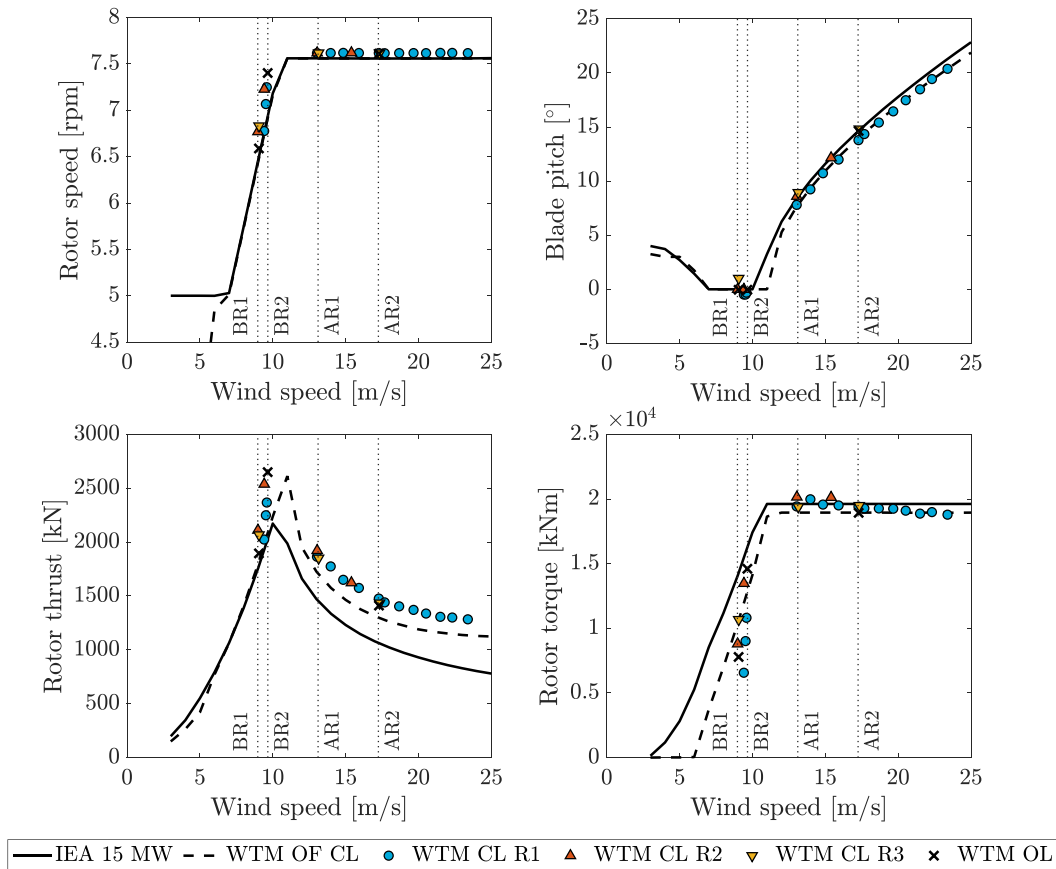 8
7.5
7
6.5
6
5.5
5
4.5
Rotor speed [rpm]
BR1
BR2
AR1
AR2
0 5 10 15 20 25
Wind speed [m/s]
25
20
15
10
5
0
−5
Blade pitch [°]
BR1
BR2
AR1
AR2
0 5 10 15 20 25
Wind speed [m/s]
3000
2500
2000
1500
1000
500
0
Rotor thrust [kN]
BR1
BR2
AR1
AR2
0 5 10 15 20 25
Wind speed [m/s]
×10⁴
2.5
2
1.5
1
0.5
0
Rotor torque [kNm]
BR1
BR2
AR1
AR2
0 5 10 15 20 25
Wind speed [m/s]
IEA 15 MW WTM OF CL WTM CL R1 WTM CL R2 WTM CL R3 WTM OL